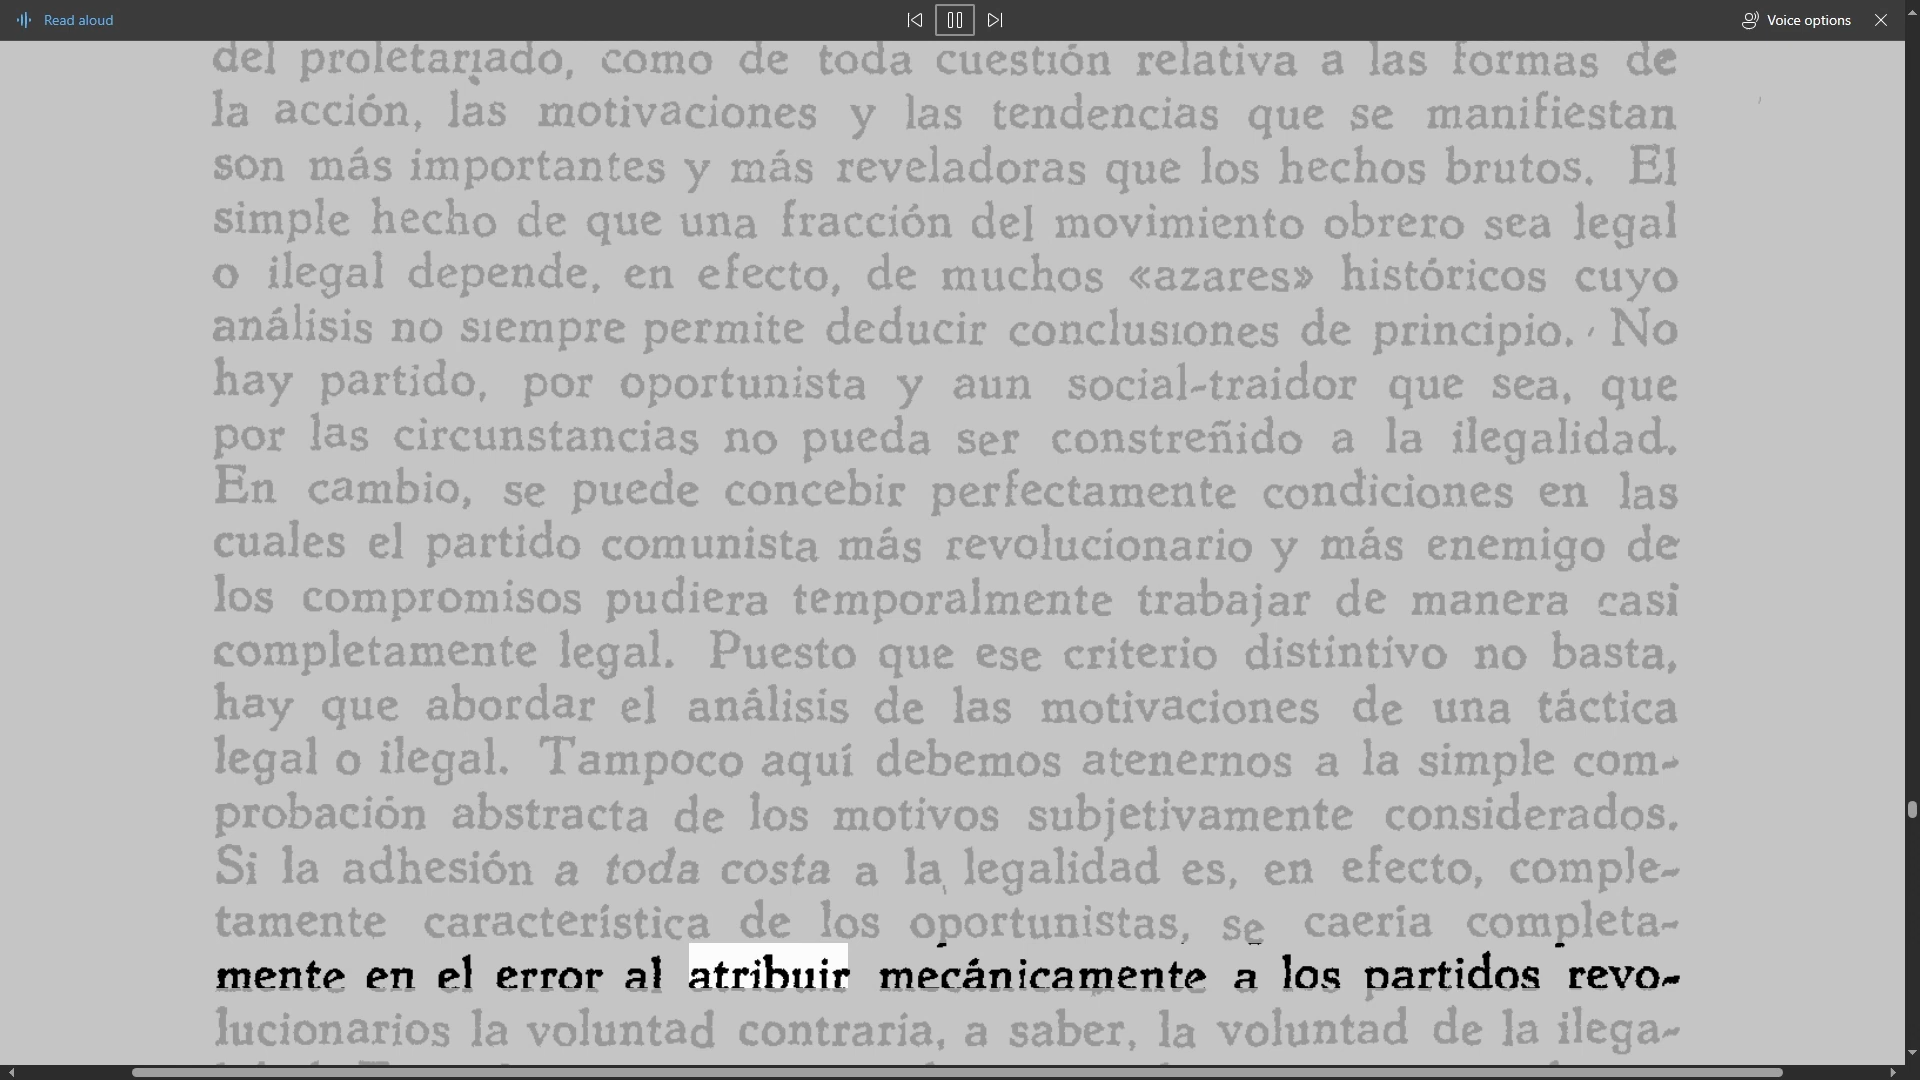 Read aloud
Voice options
del proletariado, como de toda cuestión relativa a las formas de
la acción, las motivaciones y las tendencias que se manifiestan
son más importantes y más reveladoras que los hechos brutos. El
simple hecho de que una fracción del movimiento obrero sea legal
o ilegal depende, en efecto, de muchos «azares» históricos cuyo
análisis no siempre permite deducir conclusiones de principio. No
hay partido, por oportunista y aun social-traidor que sea, que
por las circunstancias no pueda ser constreñido a la ilegalidad.
En cambio, se puede concebir perfectamente condiciones en las
cuales el partido comunista más revolucionario y más enemigo de
los compromisos pudiera temporalmente trabajar de manera casi
completamente legal. Puesto que ese criterio distintivo no basta,
hay que abordar el análisis de las motivaciones de una táctica
legal o ilegal. Tampoco aquí debemos atenernos a la simple com-
probación abstracta de los motivos subjetivamente considerados.
Si la adhesión a toda costa a la legalidad es, en efecto, comple-
tamente característica de los oportunistas, se caería completa-
mente en el error al atribuir mecánicamente a los partidos revo-
lucionarios la voluntad contraría, a saber, la voluntad de la ilega-